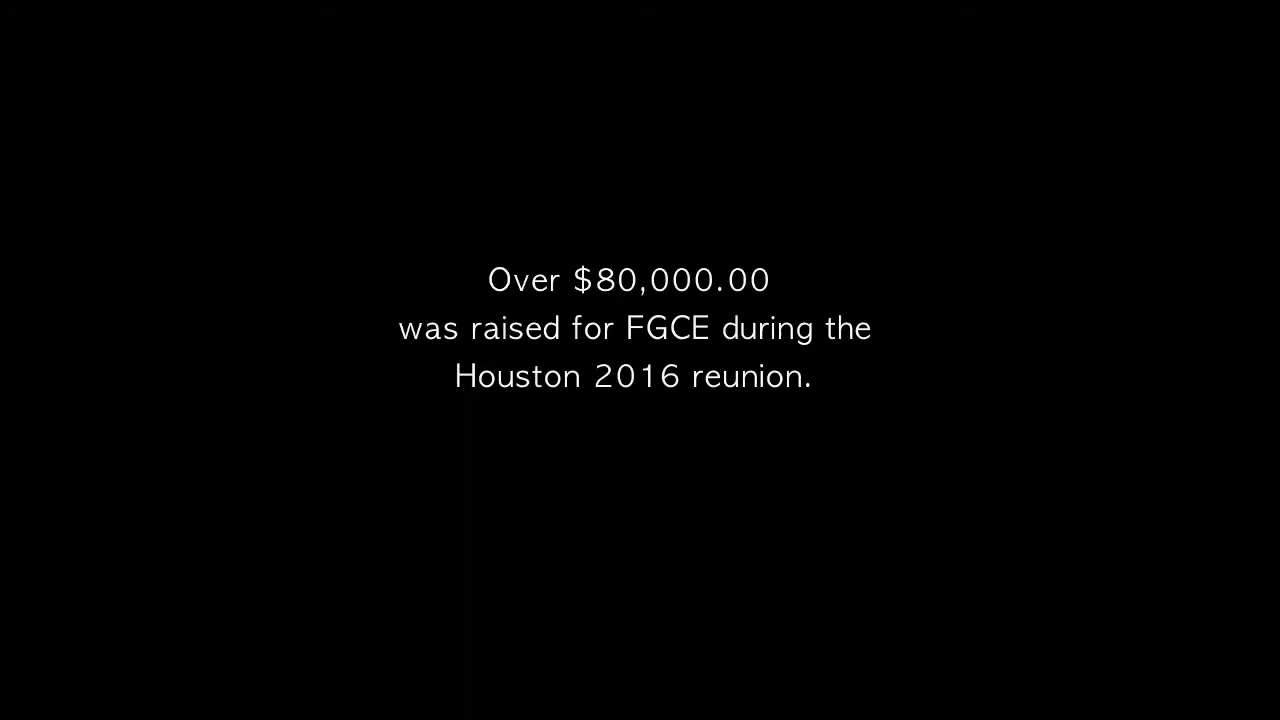 Over $80,000.00
was raised for FGCE during the
Houston 2016 reunion.